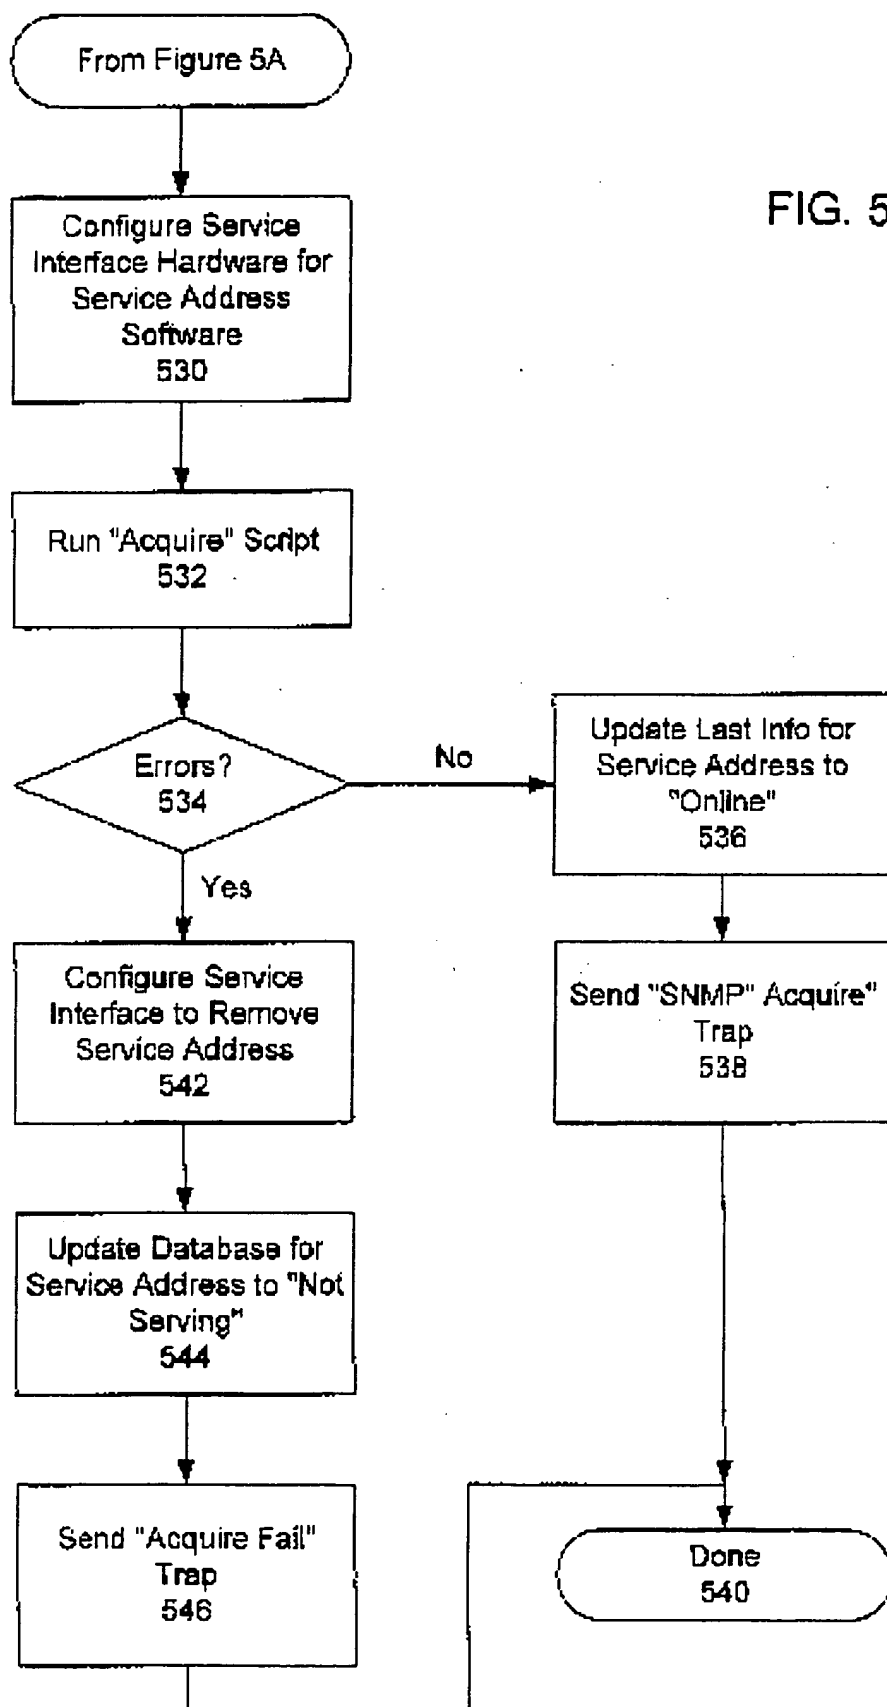 From Figure 5A
FIG. 5
Configure Service
Interface Hardware for
Service Address
Software
530
Run "Acquire" Script
532
Errors?
534
No
Yes
Update Last Info for
Service Address to
"Online"
536
Send "SNMP" Acquire"
Trap
538
Configure Service
Interface to Remove
Service Address
542
Update Database for
Service Address to "Not
Serving"
544
Send "Acquire Fail"
Trap
546
Done
540